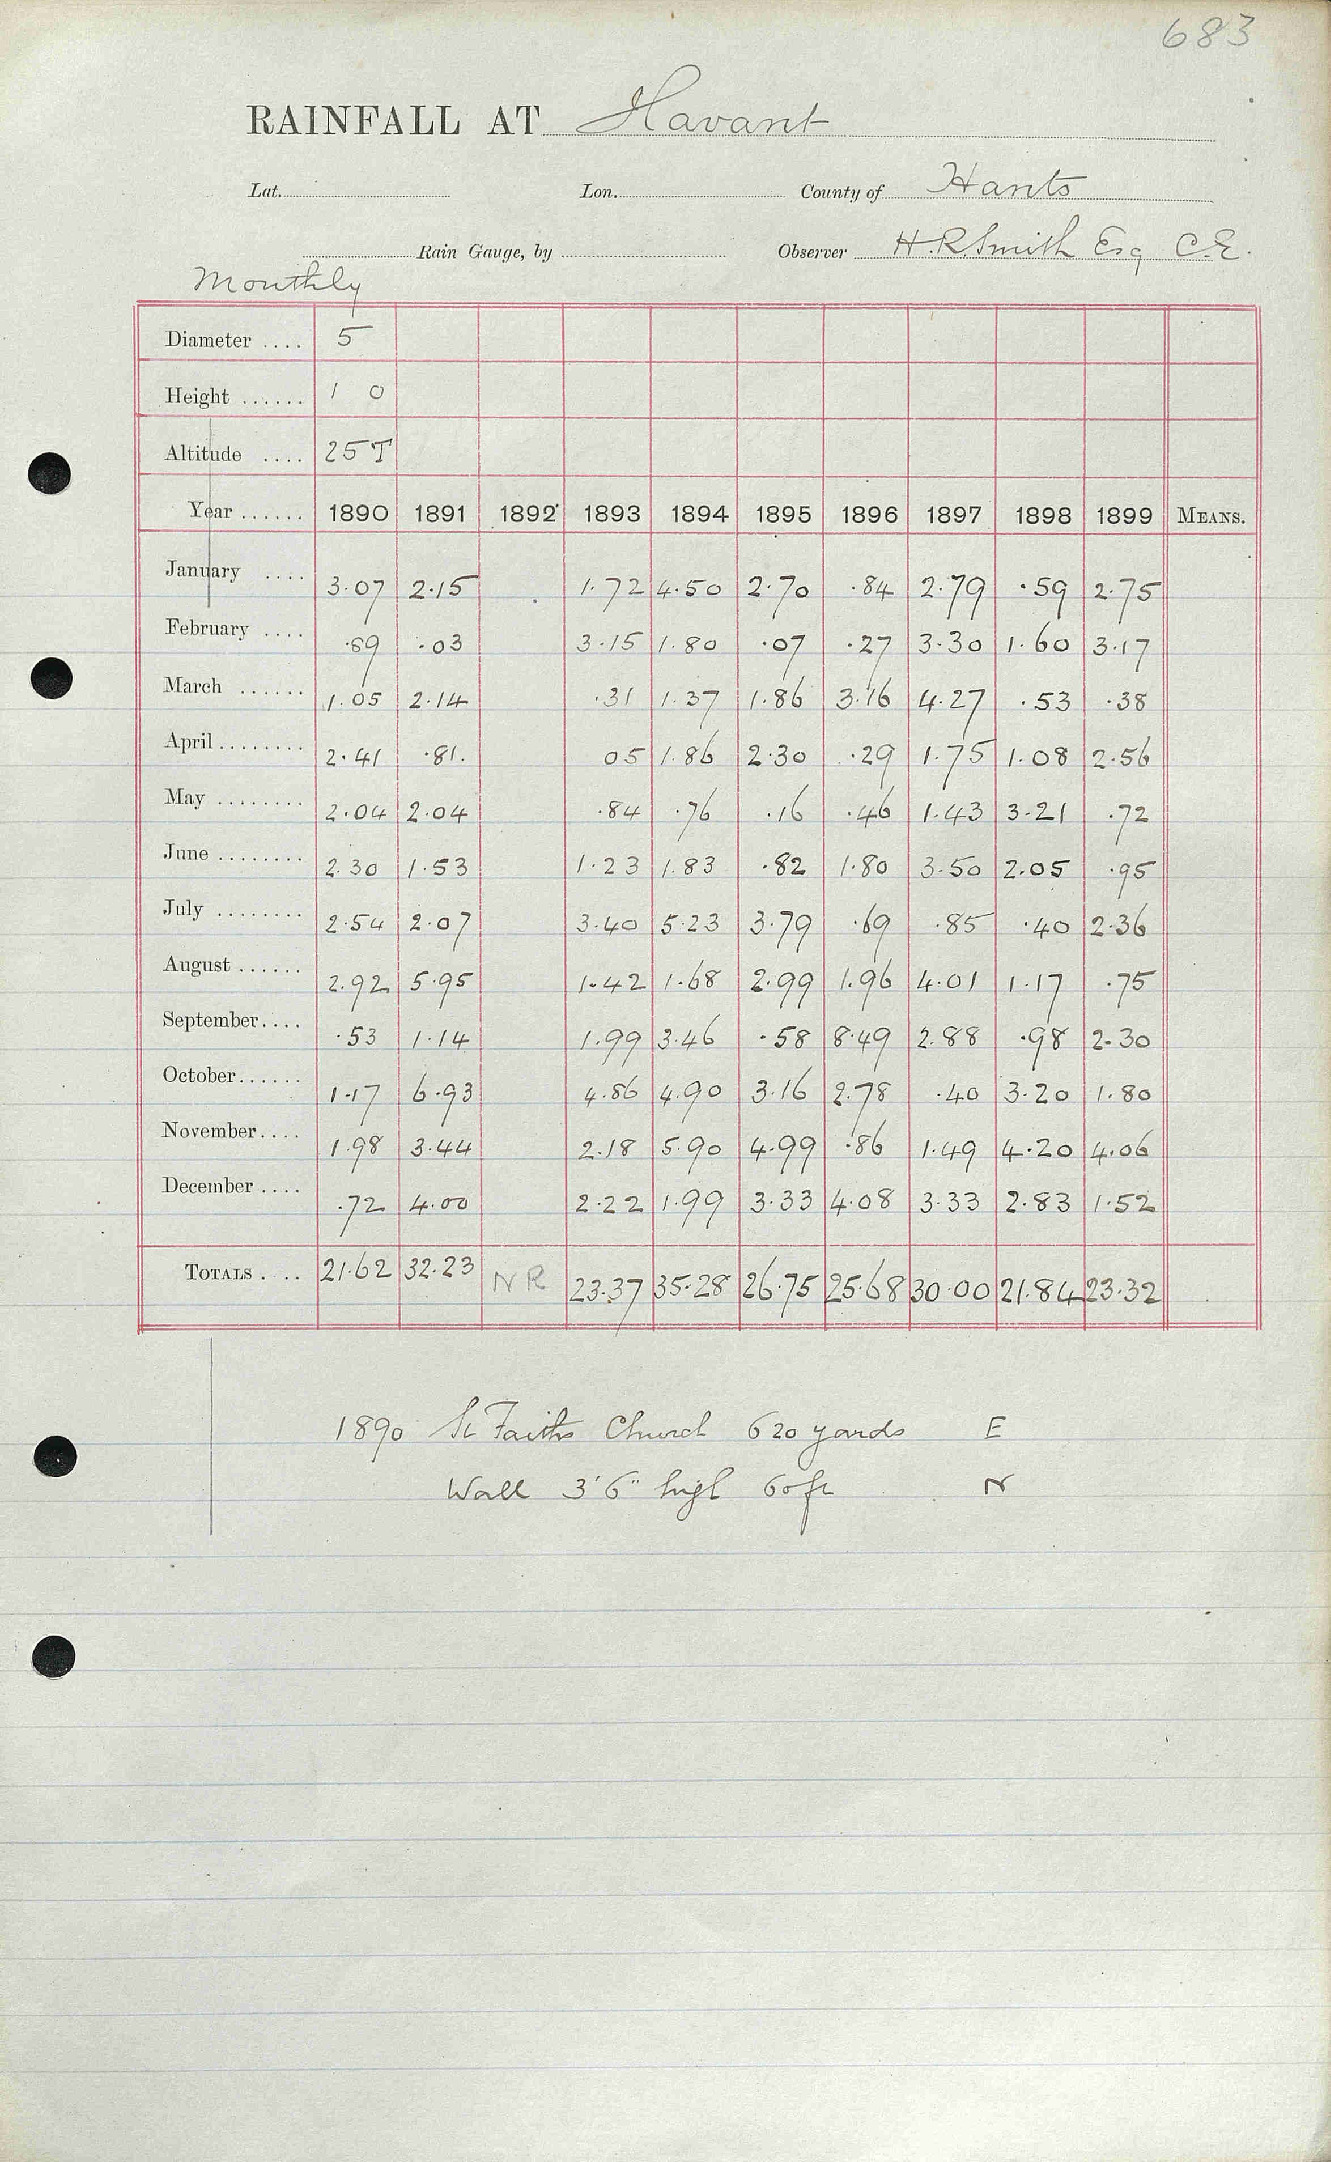 683
RAINFALL AT Havant
Lat. Lon. County of Hants
Rain Gauge, by Observer H. R. Smith Esq C.E.
Monthly
Diameter .... 5
Height ...... 1 0
Altitude .... 25 T
Year ...... 1890 1891 1892 1893 1894 1895 1896 1897 1898 1899 MEANS.
January .... 3.07 2.15 1.72 4.50 2.70 .84 2.79 .59 2.75
February .... .89 .03 3.15 1.80 .07 .27 3.30 1.60 3.17
March ...... 1.05 2.14 .31 1.37 1.86 3.16 4.27 .53 .38
April ........ 2.41 .81. 05 1.86 2.30 .29 1.75 1.08 2.56
May ........ 2.04 2.04 .84 .76 .16 .46 1.43 3.21 .72
June ........ 2.30 1.53 1.23 1.83 .82 1.80 3.50 2.05 .95
July ........ 2.54 2.07 3.40 5.23 3.79 .69 .85 .40 2.36
August ...... 2.92 5.95 1.42 1.68 2.99 1.96 4.01 1.17 .75
September.... .53 1.14 1.99 3.46 .58 8.49 2.88 .98 2.30
October...... 1.17 6.93 4.86 4.90 3.16 2.78 .40 3.20 1.80
November.... 1.98 3.44 2.18 5.90 4.99 .86 1.49 4.20 4.06
December .... .72 4.00 2.22 1.99 3.33 4.08 3.33 2.83 1.52
TOTALS .... 21.62 32.23 NR 23.37 35.28 26.75 25.68 30.00 21.84 23.32
1890 St Faiths Church 620 yards E
Wall 3'6" high 60 ft N